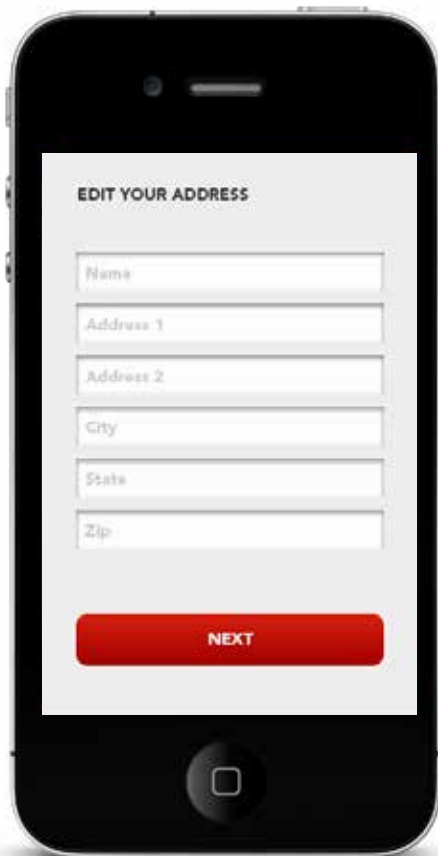 EDIT YOUR ADDRESS
Name
Address 1
Address 2
City
State
Zip
NEXT